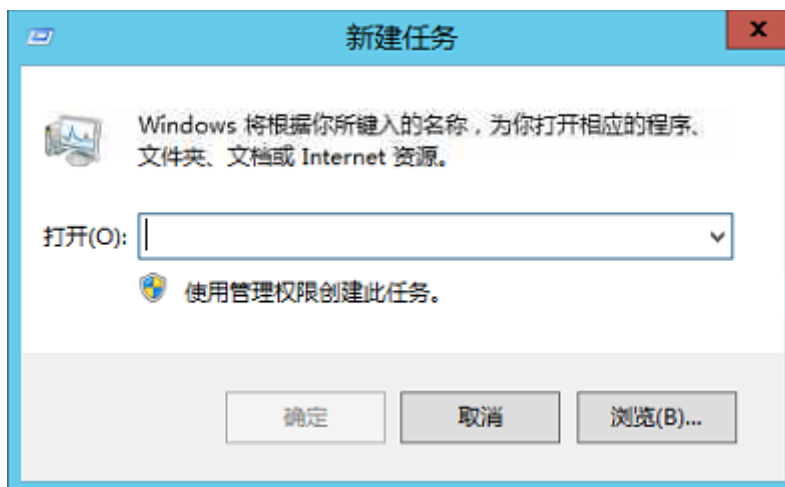 新建任务
x
Windows 将根据你所键入的名称，为你打开相应的程序、
文件夹、文档或 Internet 资源。
打开(O):
使用管理权限创建此任务。
确定 取消 浏览(B)...